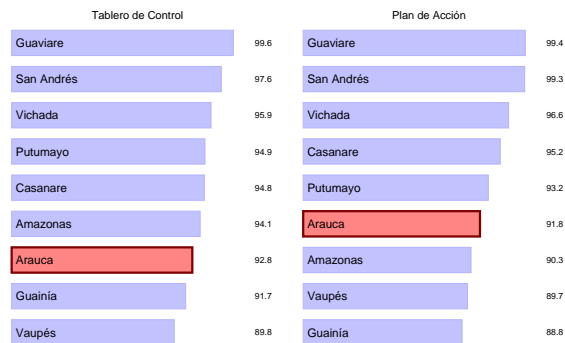 Tablero de Control
Guaviare 99.6
San Andrés 97.6
Vichada 95.9
Putumayo 94.9
Casanare 94.8
Amazonas 94.1
Arauca 92.8
Guainía 91.7
Vaupés 89.8
Plan de Acción
Guaviare 99.4
San Andrés 99.3
Vichada 96.6
Casanare 95.2
Putumayo 93.2
Arauca 91.8
Amazonas 90.3
Vaupés 89.7
Guainía 88.8